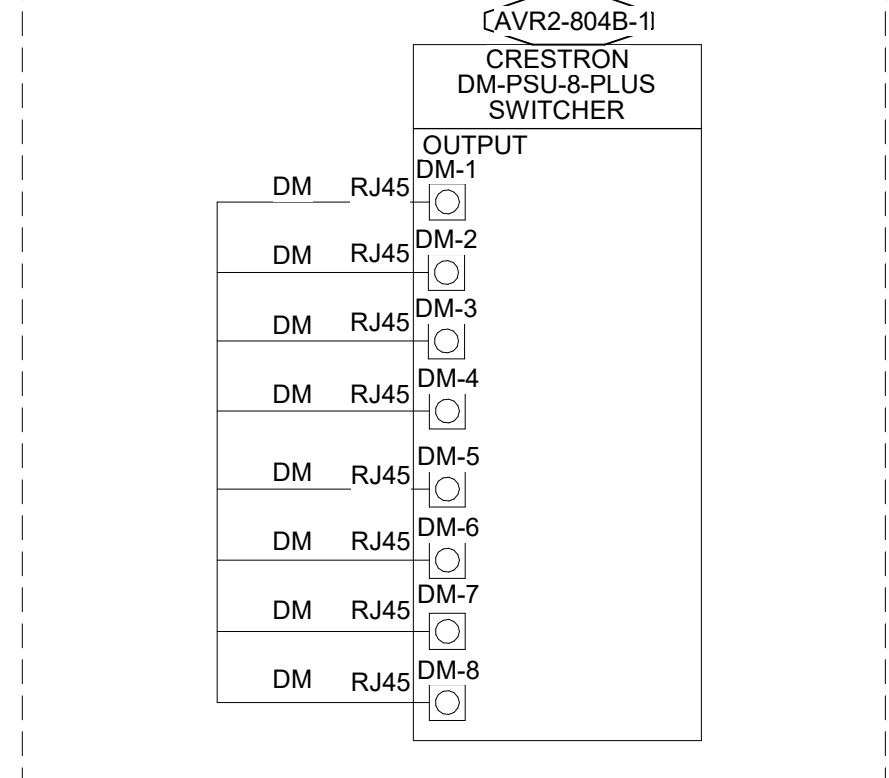 AVR2-804B-1
CRESTRON
DM-PSU-8-PLUS
SWITCHER
OUTPUT
DM RJ45 DM-1
DM RJ45 DM-2
DM RJ45 DM-3
DM RJ45 DM-4
DM RJ45 DM-5
DM RJ45 DM-6
DM RJ45 DM-7
DM RJ45 DM-8